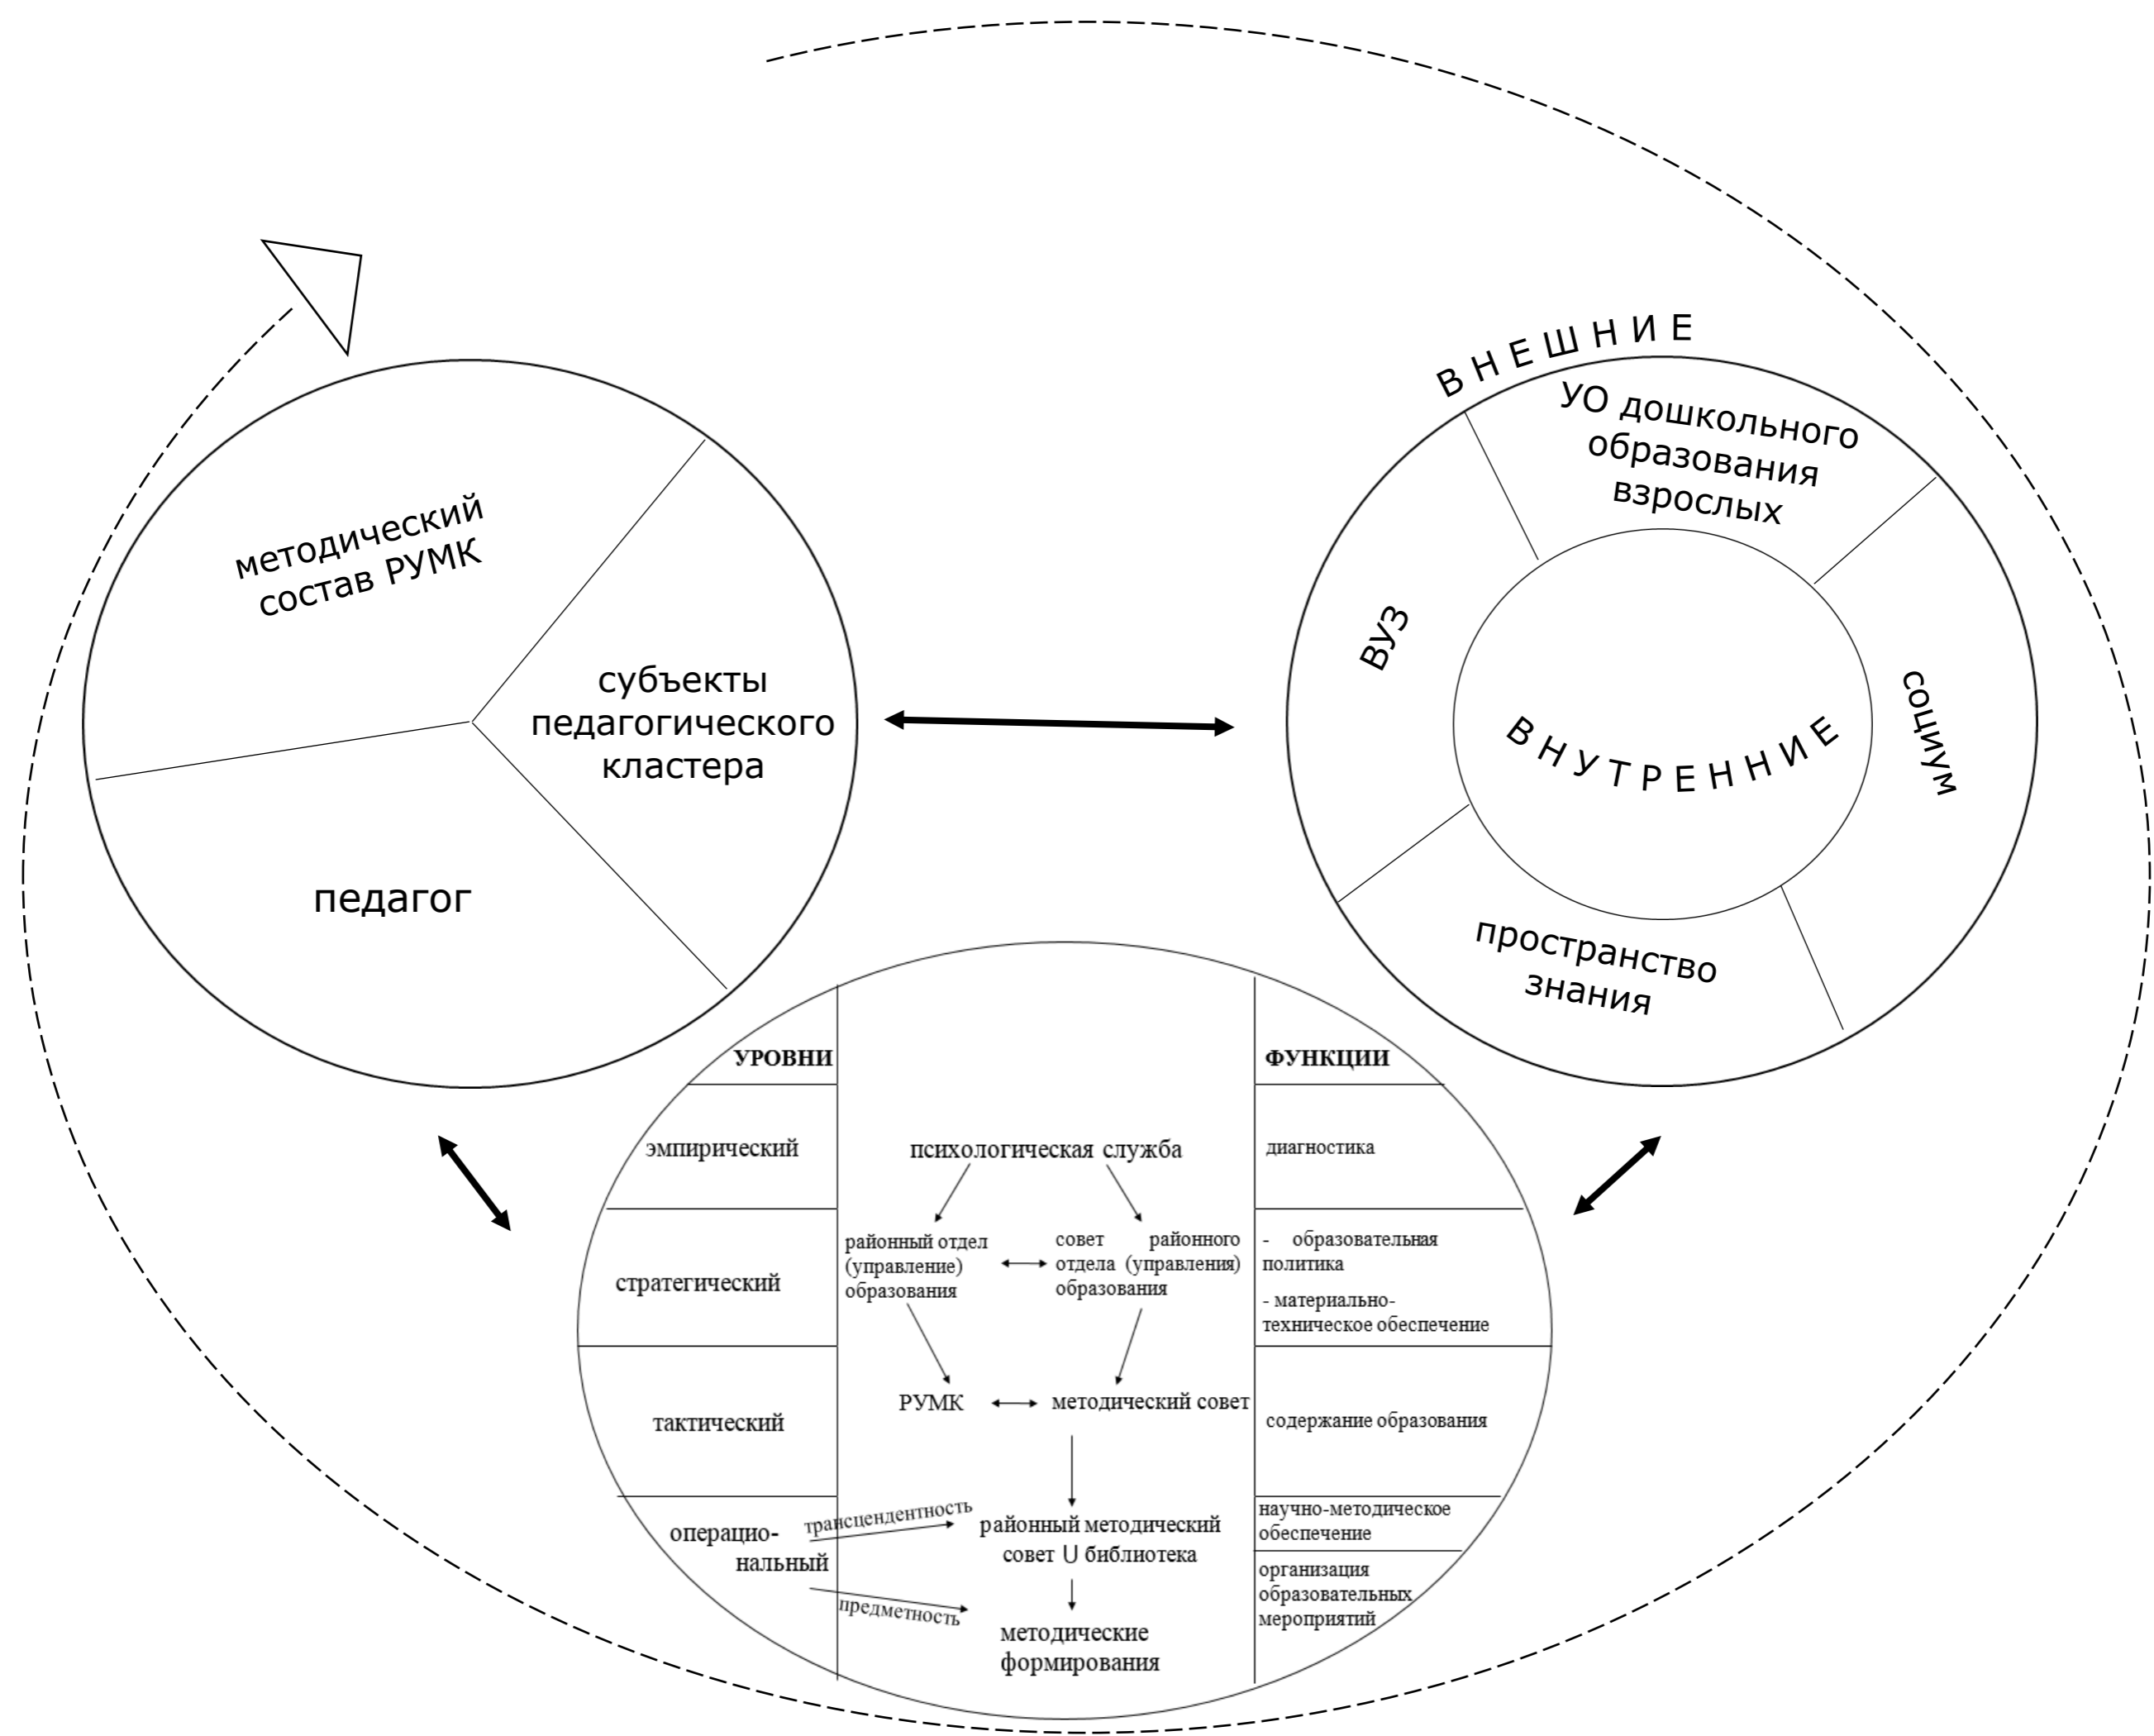 ВНЕШНИЕ
УО дошкольного
образования
взрослых
методический
состав РУМК
ВУЗ
субъекты
педагогического
кластера
социум
ВНУТРЕННИЕ
педагог
пространство
знания
УРОВНИ
ФУНКЦИИ
эмпирический
психологическая служба
диагностика
стратегический
районный отдел
(управление)
образования
совет районного
отдела (управления)
образования
- образовательная
политика
- материально-
техническое обеспечение
тактический
РУМК
методический совет
содержание образования
операцио-
нальный
трансцендентность
предметность
районный методический
совет U библиотека
методические
формирования
научно-методическое
обеспечение
организация
образовательных
мероприятий